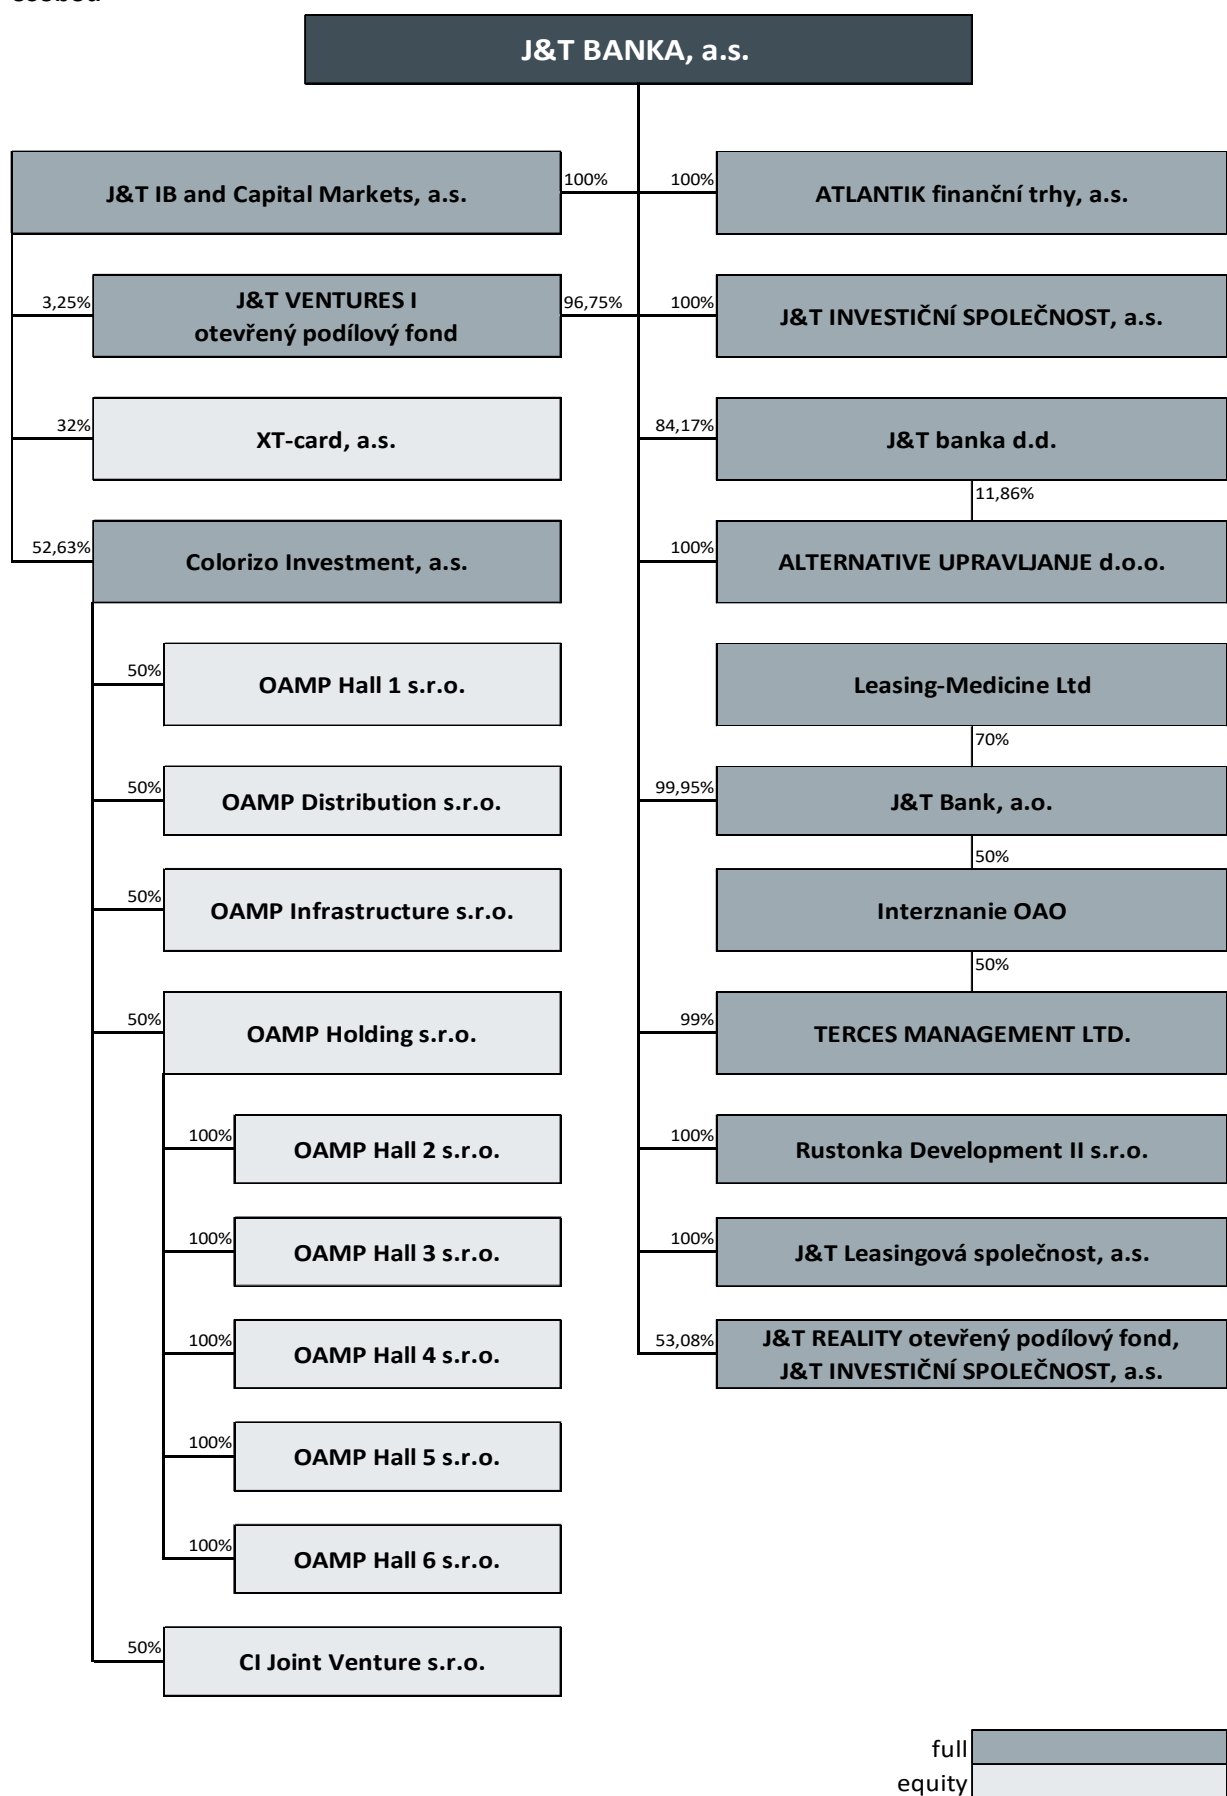 J&T BANKA, a.s.
J&T IB and Capital Markets, a.s.
100%
100%
ATLANTIK finanční trhy, a.s.
3,25%
J&T VENTURES I
otevřený podílový fond
96,75%
100%
J&T INVESTIČNÍ SPOLEČNOST, a.s.
32%
XT-card, a.s.
84,17%
J&T banka d.d.
11,86%
52,63%
Colorizo Investment, a.s.
100%
ALTERNATIVE UPRAVLJANJE d.o.o.
50%
OAMP Hall 1 s.r.o.
Leasing-Medicine Ltd
70%
50%
OAMP Distribution s.r.o.
99,95%
J&T Bank, a.o.
50%
50%
OAMP Infrastructure s.r.o.
Interznanie OAO
50%
50%
OAMP Holding s.r.o.
99%
TERCES MANAGEMENT LTD.
100%
OAMP Hall 2 s.r.o.
100%
Rustonka Development II s.r.o.
100%
OAMP Hall 3 s.r.o.
100%
J&T Leasingová společnost, a.s.
100%
OAMP Hall 4 s.r.o.
53,08%
J&T REALITY otevřený podílový fond,
J&T INVESTIČNÍ SPOLEČNOST, a.s.
100%
OAMP Hall 5 s.r.o.
100%
OAMP Hall 6 s.r.o.
50%
CI Joint Venture s.r.o.
full
equity